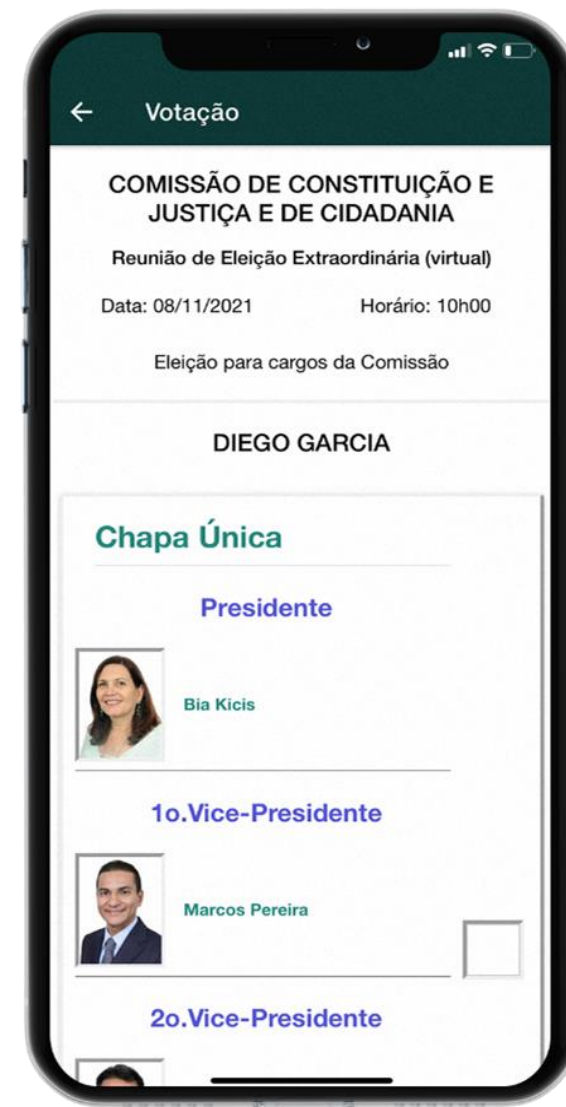 Votação
COMISSÃO DE CONSTITUIÇÃO E
JUSTIÇA E DE CIDADANIA
Reunião de Eleição Extraordinária (virtual)
Data: 08/11/2021 Horário: 10h00
Eleição para cargos da Comissão
DIEGO GARCIA
Chapa Única
Presidente
Bia Kicis
1o.Vice-Presidente
Marcos Pereira
2o.Vice-Presidente